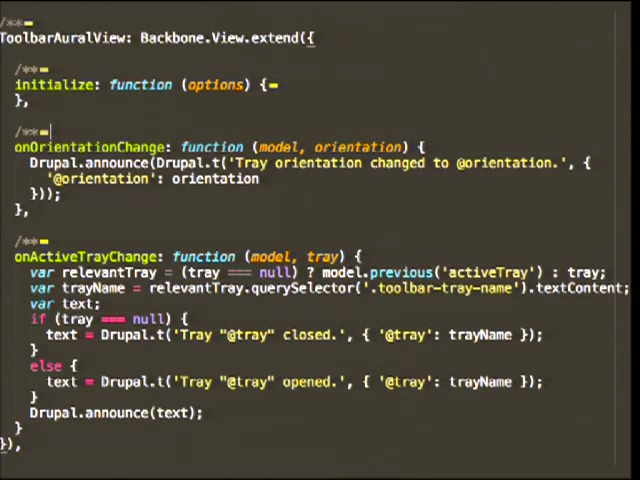 /**
ToolbarAuralView: Backbone.View.extend({
/**
initialize: function (options) {
},
/**
onOrientationChange: function (model, orientation) {
Drupal.announce(Drupal.t('Tray orientation changed to @orientation.', {
'@orientation': orientation
}));
},
/**
onActiveTrayChange: function (model, tray) {
var relevantTray = (tray === null) ? model.previous('activeTray') : tray;
var trayName = relevantTray.querySelector('.toolbar-tray-name').textContent;
var text;
if (tray === null) {
text = Drupal.t('Tray "@tray" closed.', { '@tray': trayName });
}
else {
text = Drupal.t('Tray "@tray" opened.', { '@tray': trayName });
}
Drupal.announce(text);
}
}),